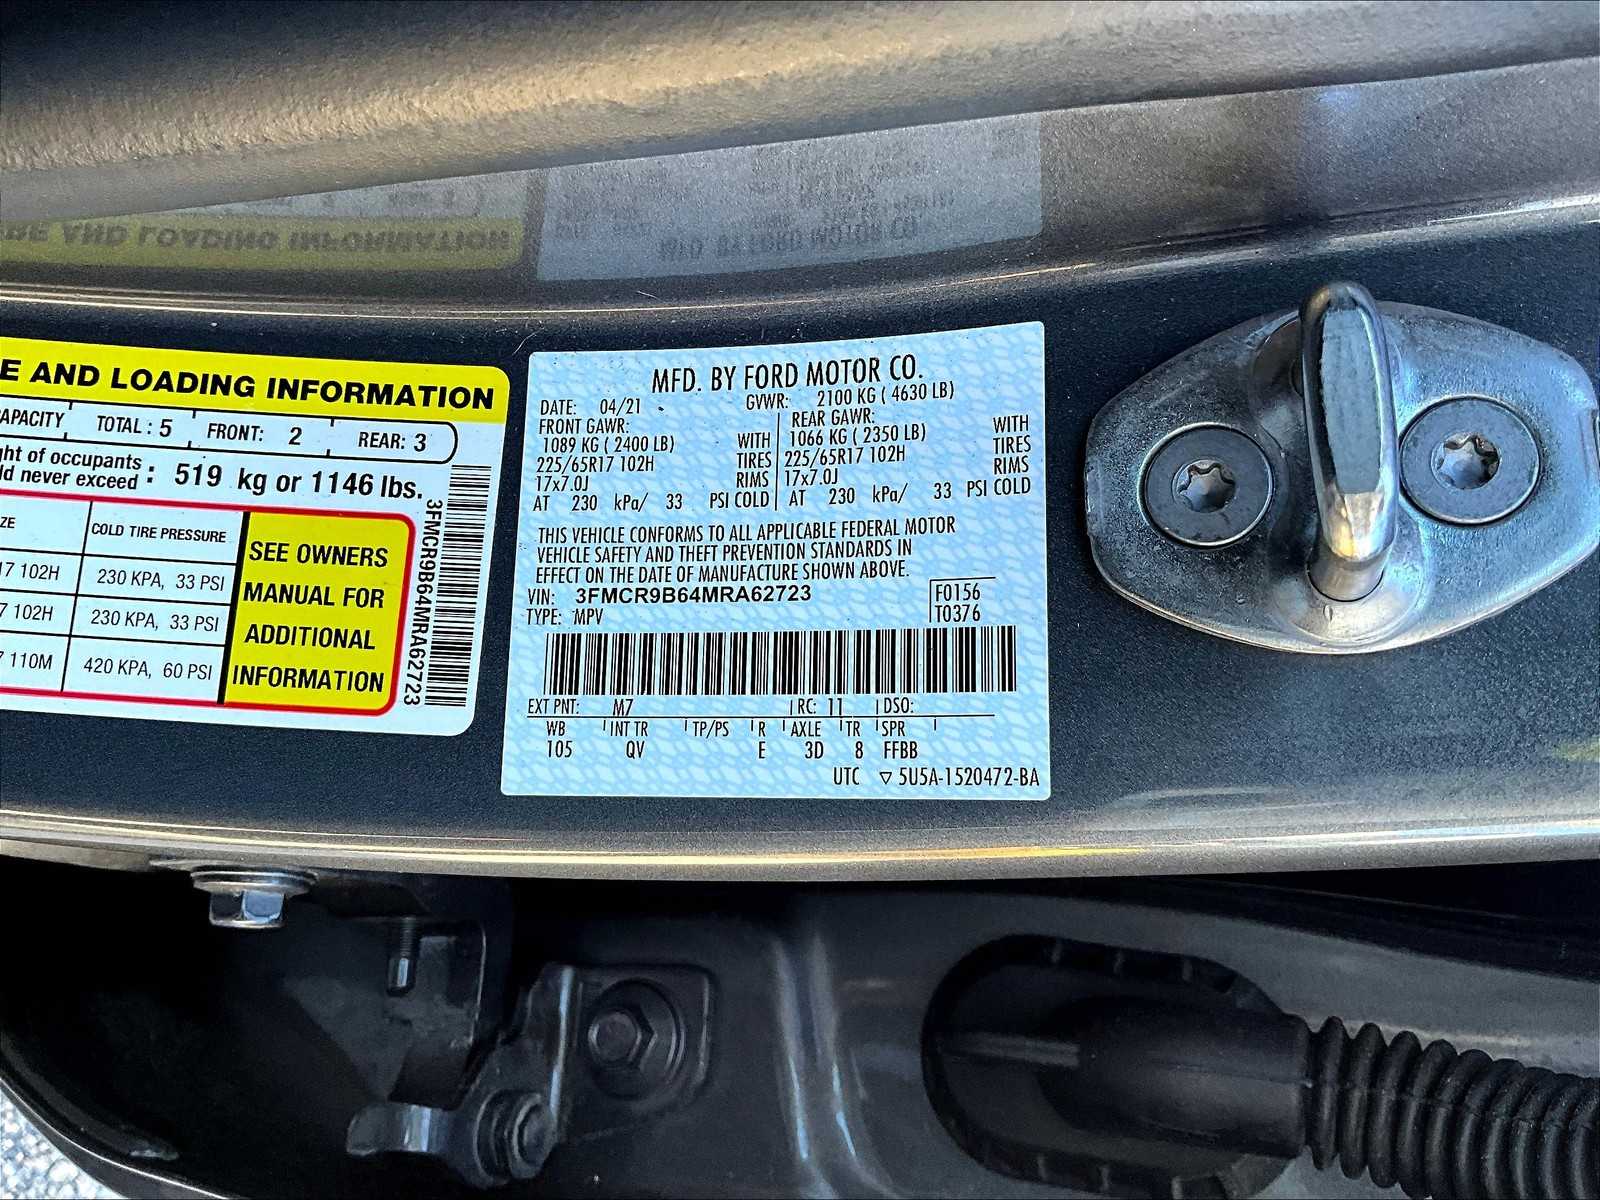 E AND LOADING INFORMATION
CAPACITY TOTAL : 5 FRONT: 2 REAR: 3
ght of occupants
ld never exceed : 519 kg or 1146 lbs.
ZE COLD TIRE PRESSURE
17 102H 230 KPA, 33 PSI
7 102H 230 KPA, 33 PSI
7 110M 420 KPA, 60 PSI
SEE OWNERS
MANUAL FOR
ADDITIONAL
INFORMATION
3FMCR9B64MRA62723
MFD. BY FORD MOTOR CO.
DATE: 04/21 GVWR: 2100 KG ( 4630 LB)
FRONT GAWR: REAR GAWR:
1089 KG ( 2400 LB) WITH 1066 KG ( 2350 LB) WITH
225/65R17 102H TIRES 225/65R17 102H TIRES
17x7.0J RIMS 17x7.0J RIMS
AT 230 kPa/ 33 PSI COLD AT 230 kPa/ 33 PSI COLD
THIS VEHICLE CONFORMS TO ALL APPLICABLE FEDERAL MOTOR
VEHICLE SAFETY AND THEFT PREVENTION STANDARDS IN
EFFECT ON THE DATE OF MANUFACTURE SHOWN ABOVE.
VIN: 3FMCR9B64MRA62723 F0156
TYPE: MPV T0376
EXT PNT: M7 RC: 11 DSO:
WB INT TR TP/PS R AXLE TR SPR
105 QV E 3D 8 FFBB
UTC ▽ 5U5A-1520472-BA